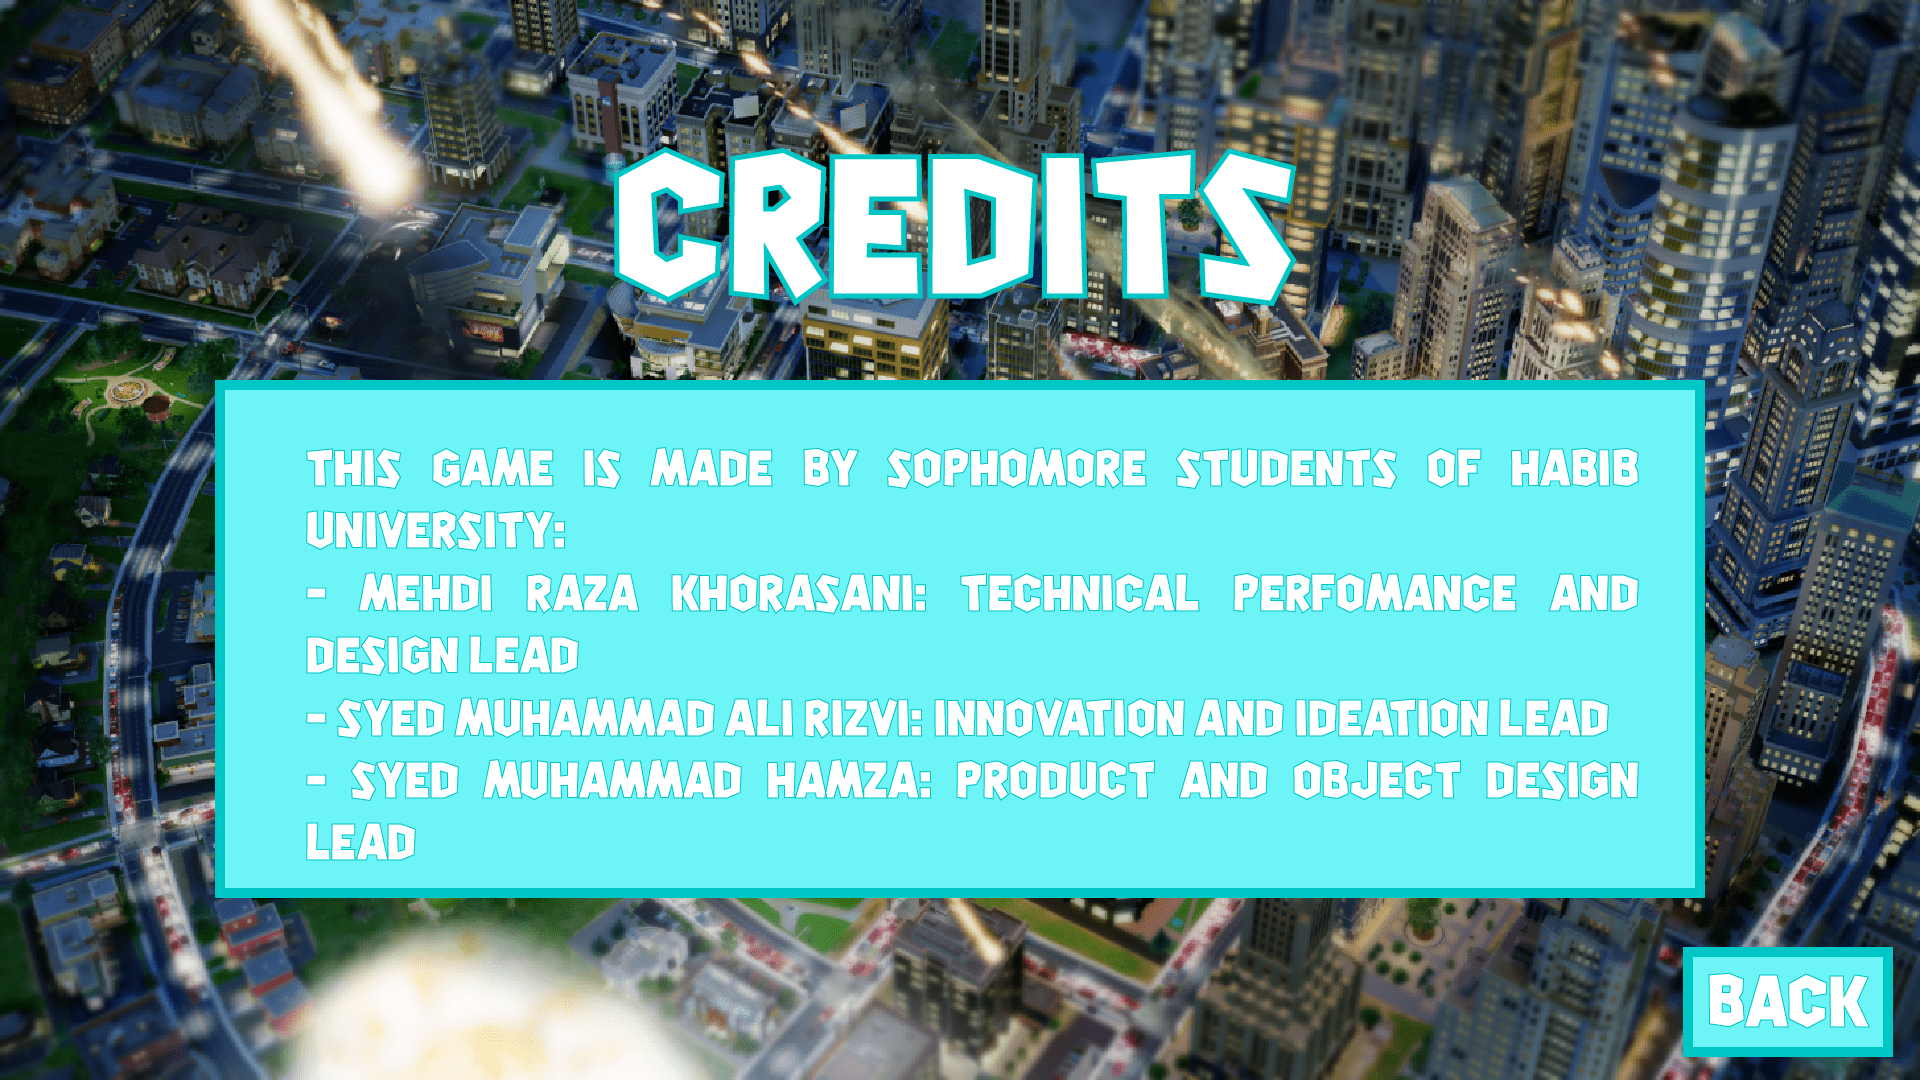 CREDITS
THIS GAME IS MADE BY SOPHOMORE STUDENTS OF HABIB
UNIVERSITY:
- MEHDI RAZA KHORASANI: TECHNICAL PERFOMANCE AND
DESIGN LEAD
- SYED MUHAMMAD ALI RIZVI: INNOVATION AND IDEATION LEAD
- SYED MUHAMMAD HAMZA: PRODUCT AND OBJECT DESIGN
LEAD
BACK